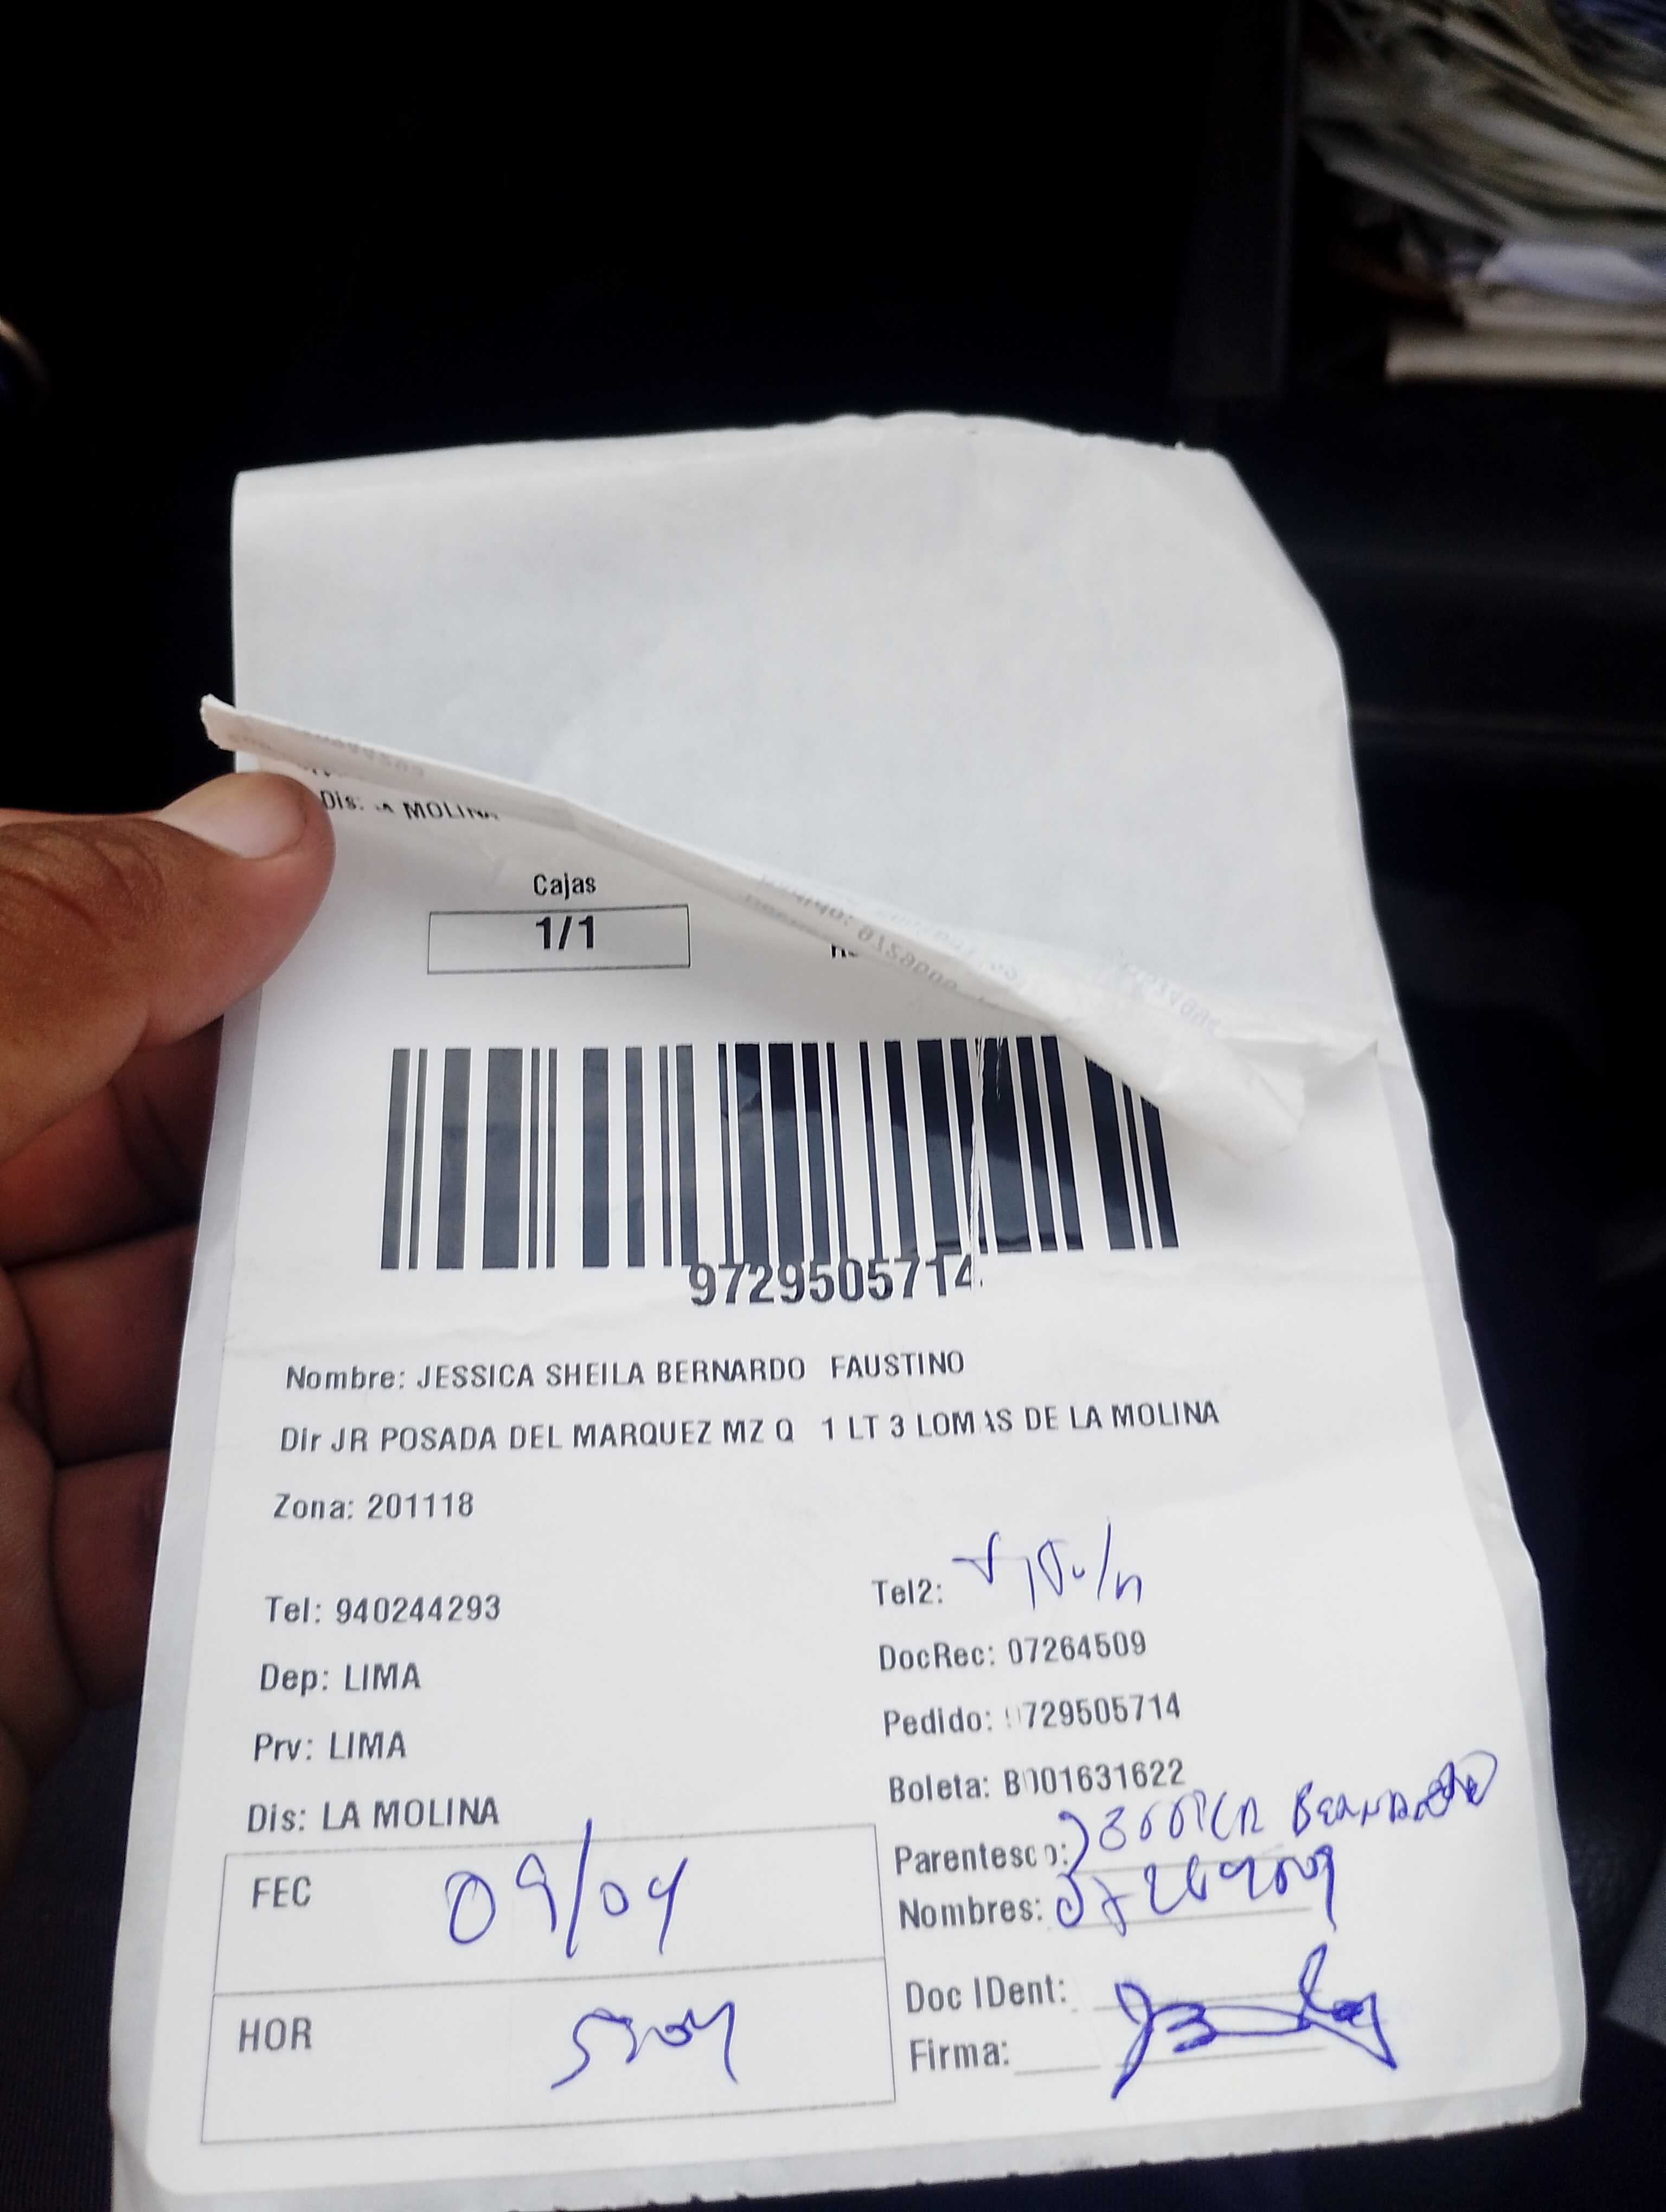 Dis: LA MOLINA
Cajas
1/1
9729505714
Nombre: JESSICA SHEILA BERNARDO FAUSTINO
Dir JR POSADA DEL MARQUEZ MZ Q 1 LT 3 LOMAS DE LA MOLINA
Zona: 201118
Tel: 940244293
Tel2:
DocRec: 07264509
Dep: LIMA
Pedido: 9729505714
Prv: LIMA
Boleta: B001631622
Dis: LA MOLINA
Parentesco: BERNARDO
Nombres:
FEC 09/04
Doc IDent:
HOR
Firma: